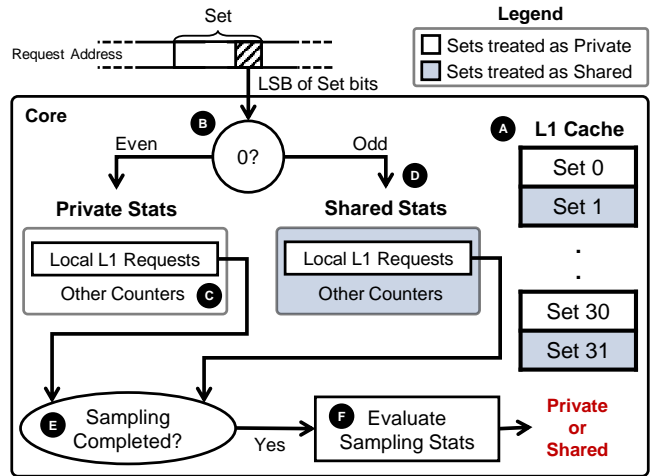 Set
Legend
Request Address
Sets treated as Private
Sets treated as Shared
LSB of Set bits
Core
B
A
L1 Cache
Even
0?
Odd
D
Set 0
Set 1
Private Stats
Shared Stats
Local L1 Requests
Local L1 Requests
Other Counters
C
Other Counters
.
.
Set 30
Set 31
E
Sampling
Completed?
Yes
F
Evaluate
Sampling Stats
Private
or
Shared